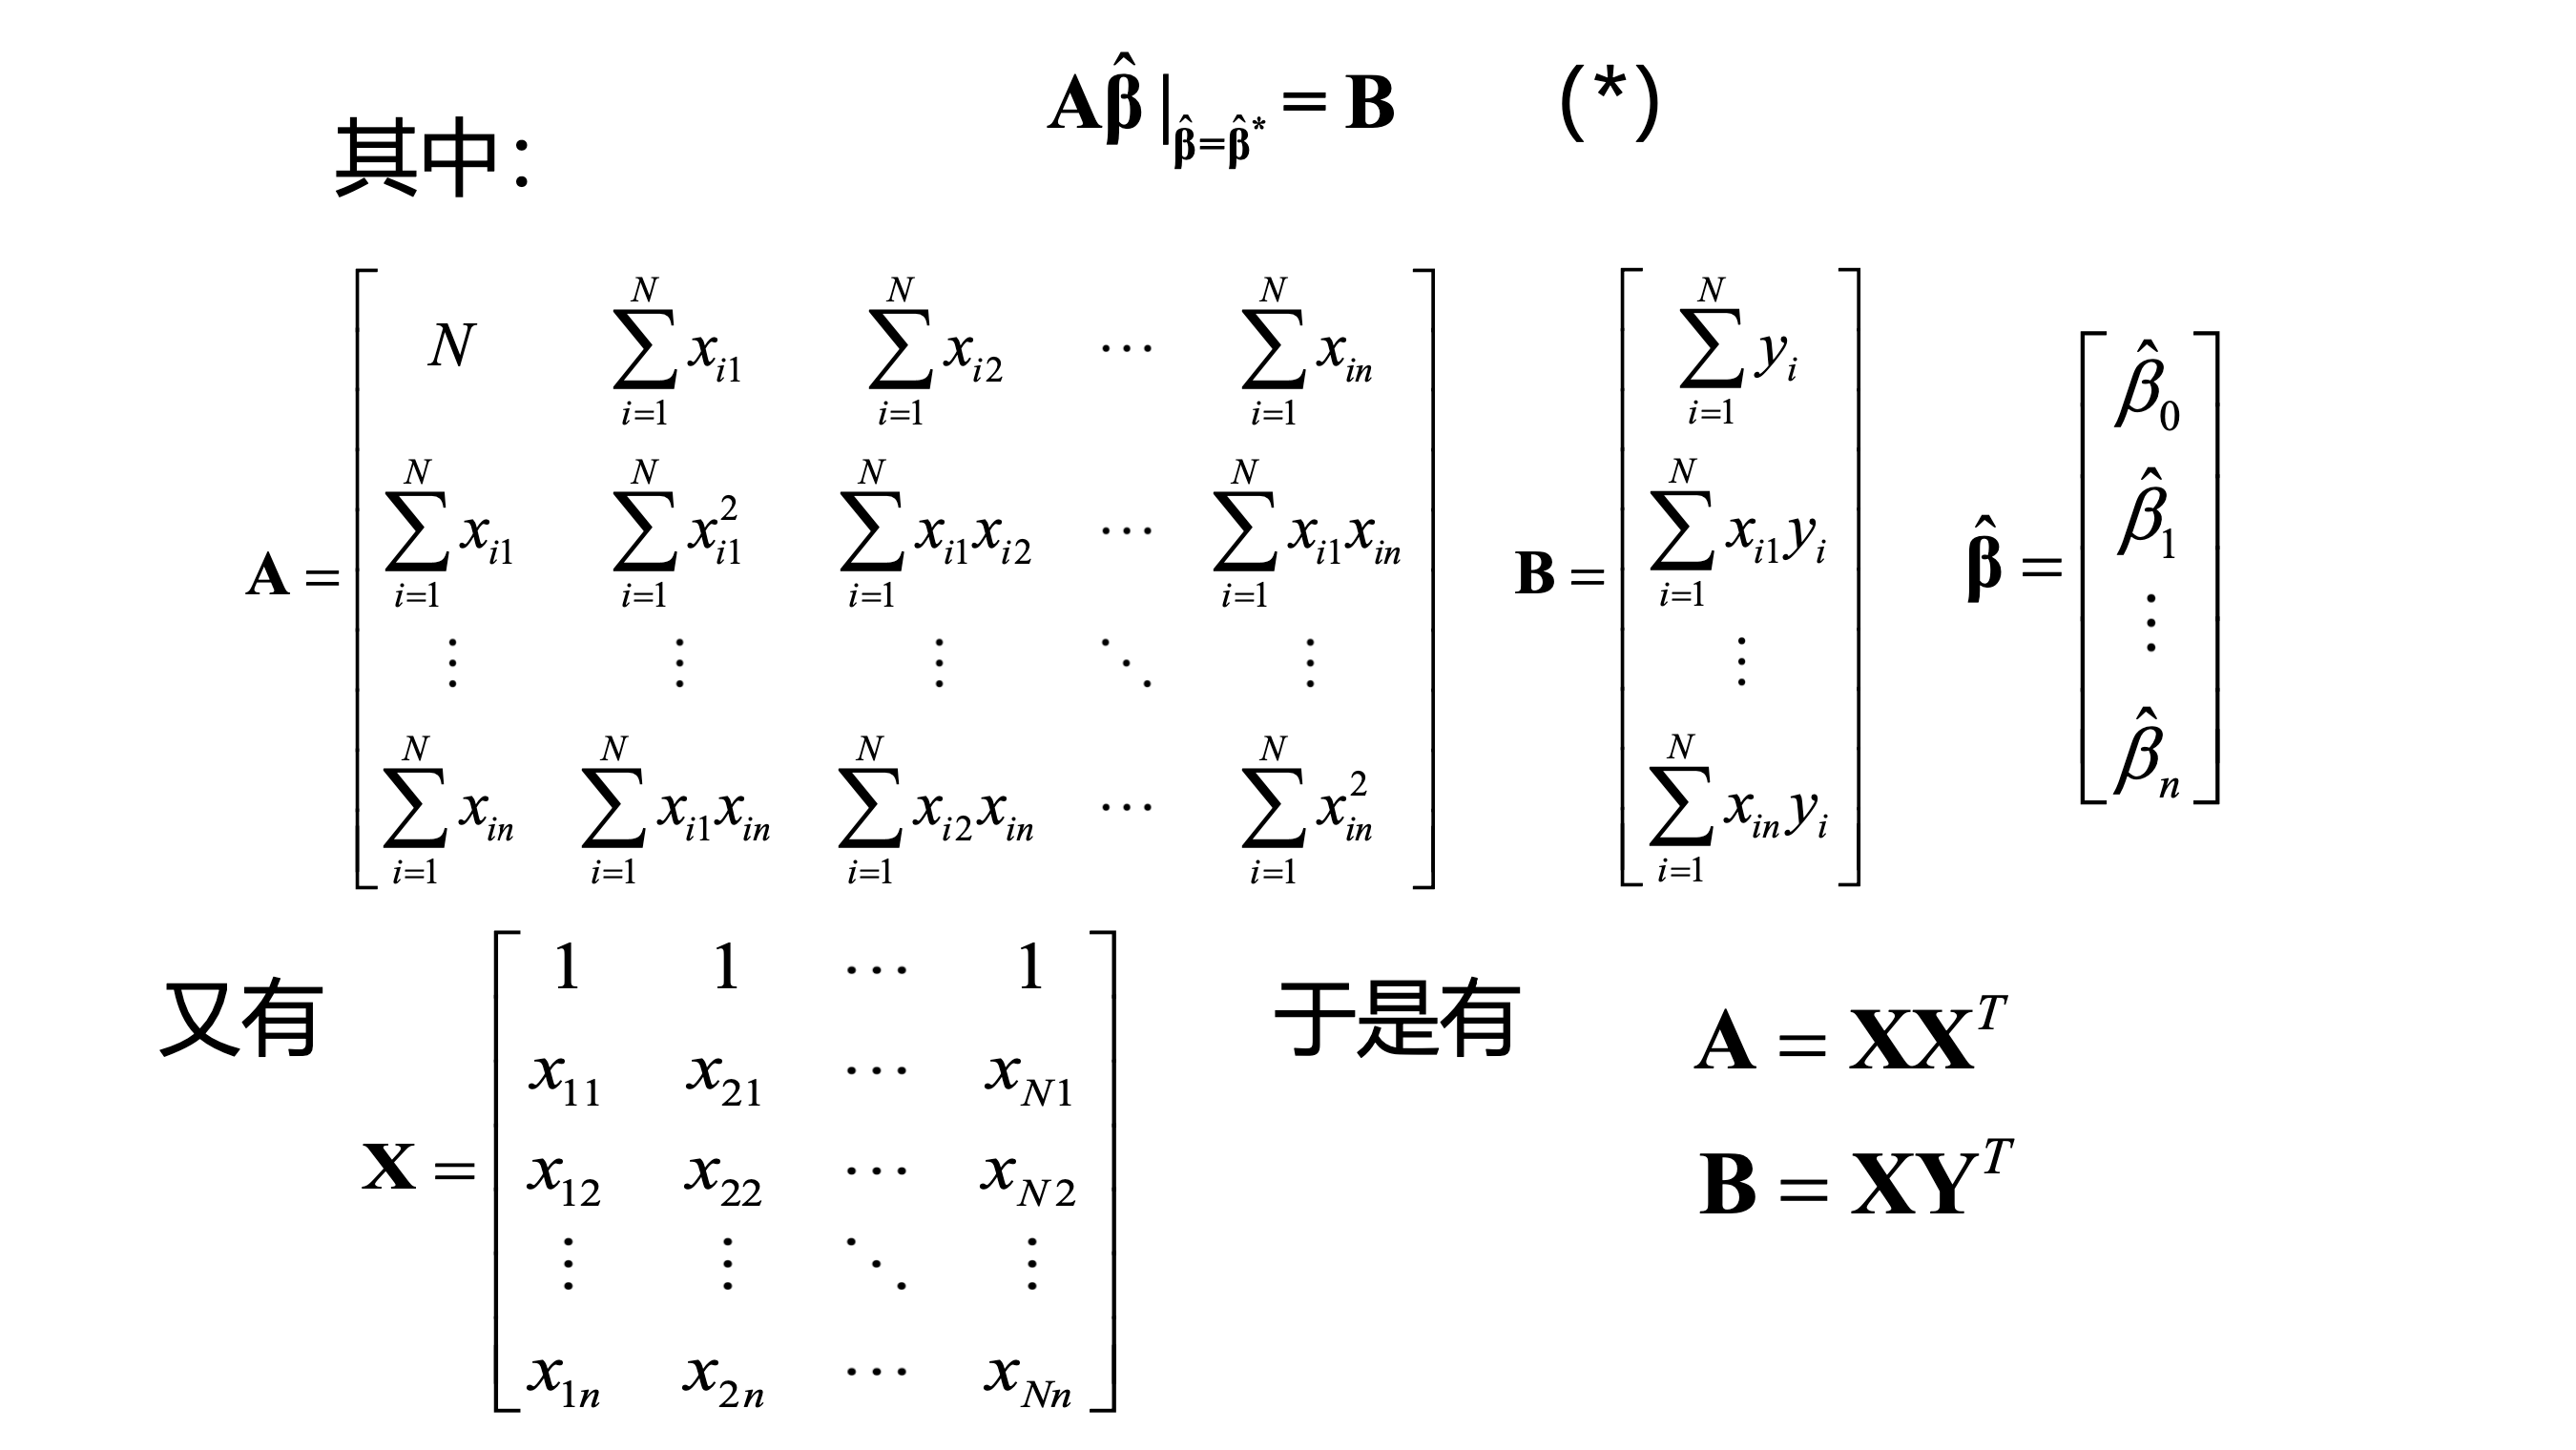 $\mathbf{A}\hat{\boldsymbol{\beta}}\,|_{\hat{\boldsymbol{\beta}}=\hat{\boldsymbol{\beta}}^{*}} = \mathbf{B}$ (*)
其中：
$\mathbf{A} = \begin{bmatrix} N & \sum_{i=1}^{N} x_{i1} & \sum_{i=1}^{N} x_{i2} & \cdots & \sum_{i=1}^{N} x_{in} \\ \sum_{i=1}^{N} x_{i1} & \sum_{i=1}^{N} x_{i1}^{2} & \sum_{i=1}^{N} x_{i1}x_{i2} & \cdots & \sum_{i=1}^{N} x_{i1}x_{in} \\ \vdots & \vdots & \vdots & \ddots & \vdots \\ \sum_{i=1}^{N} x_{in} & \sum_{i=1}^{N} x_{i1}x_{in} & \sum_{i=1}^{N} x_{i2}x_{in} & \cdots & \sum_{i=1}^{N} x_{in}^{2} \end{bmatrix}$
$\mathbf{B} = \begin{bmatrix} \sum_{i=1}^{N} y_{i} \\ \sum_{i=1}^{N} x_{i1}y_{i} \\ \vdots \\ \sum_{i=1}^{N} x_{in}y_{i} \end{bmatrix}$
$\hat{\boldsymbol{\beta}} = \begin{bmatrix} \hat{\beta}_{0} \\ \hat{\beta}_{1} \\ \vdots \\ \hat{\beta}_{n} \end{bmatrix}$
又有
$\mathbf{X} = \begin{bmatrix} 1 & 1 & \cdots & 1 \\ x_{11} & x_{21} & \cdots & x_{N1} \\ x_{12} & x_{22} & \cdots & x_{N2} \\ \vdots & \vdots & \ddots & \vdots \\ x_{1n} & x_{2n} & \cdots & x_{Nn} \end{bmatrix}$
于是有
$\mathbf{A} = \mathbf{X}\mathbf{X}^{T}$
$\mathbf{B} = \mathbf{X}\mathbf{Y}^{T}$